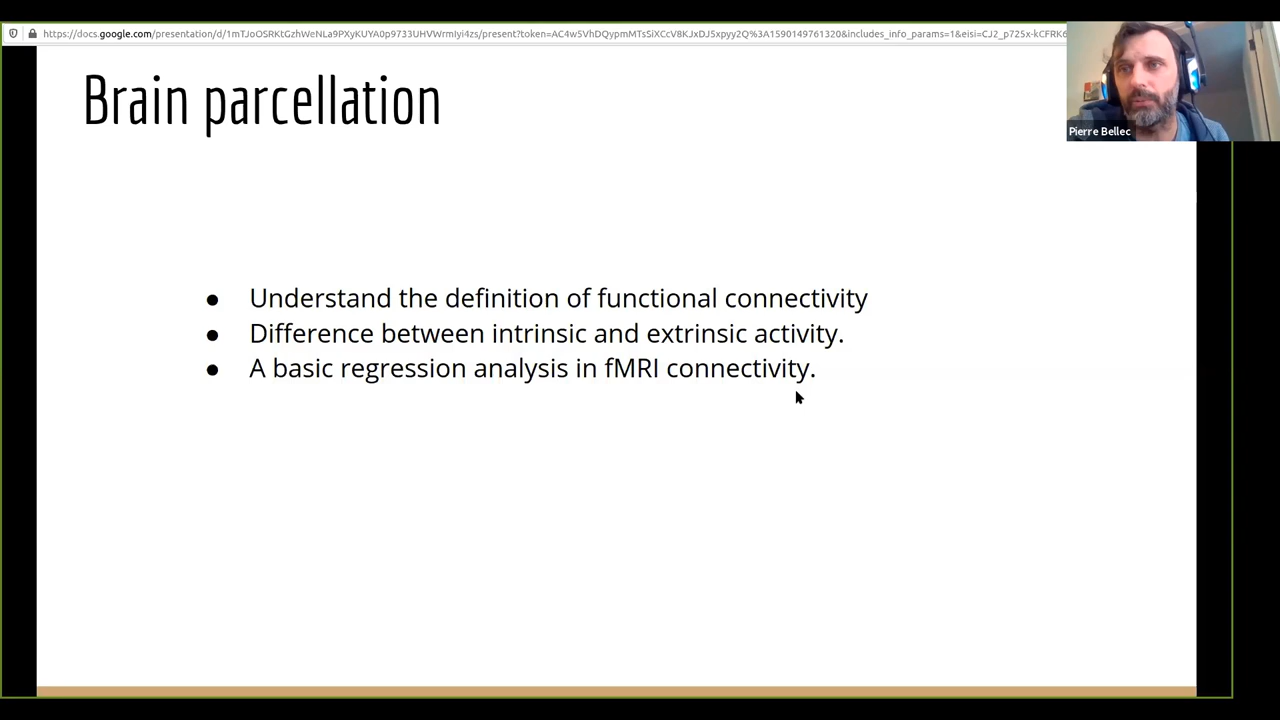 Brain parcellation
Pierre Bellec
● Understand the definition of functional connectivity
● Difference between intrinsic and extrinsic activity.
● A basic regression analysis in fMRI connectivity.